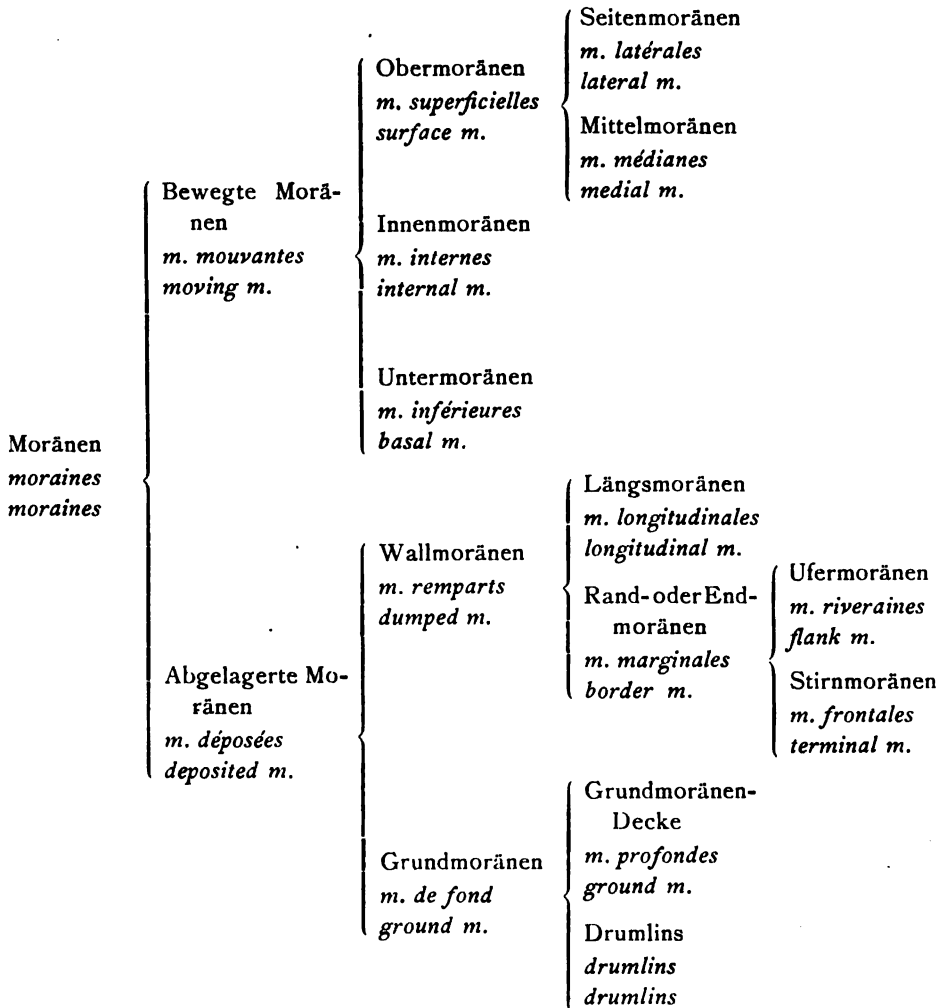 Moränen
moraines
moraines
Bewegte Morä-
nen
m. mouvantes
moving m.
Obermoränen
m. superficielles
surface m.
Seitenmoränen
m. latérales
lateral m.
Mittelmoränen
m. médianes
medial m.
Innenmoränen
m. internes
internal m.
Untermoränen
m. inférieures
basal m.
Abgelagerte Mo-
ränen
m. déposées
deposited m.
Wallmoränen
m. remparts
dumped m.
Längsmoränen
m. longitudinales
longitudinal m.
Rand- oder End-
moränen
m. marginales
border m.
Ufermoränen
m. riveraines
flank m.
Stirnmoränen
m. frontales
terminal m.
Grundmoränen
m. de fond
ground m.
Grundmoränen-
Decke
m. profondes
ground m.
Drumlins
drumlins
drumlins